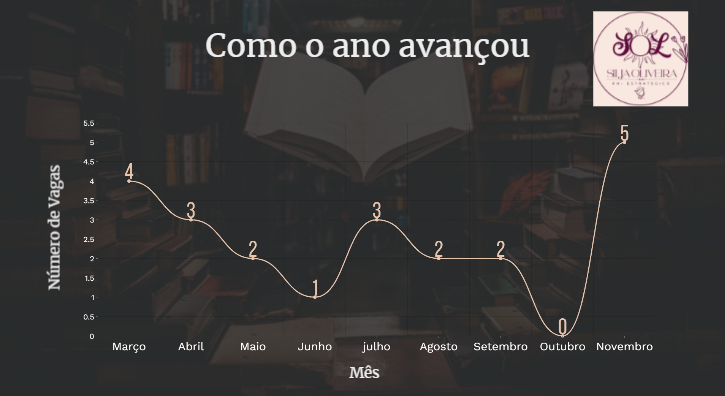 Como o ano avançou
SOL
SILJA OLIVEIRA
Número de Vagas
5.5
5
4.5
4
3.5
3
2.5
2
1.5
1
0.5
0
4
3
2
1
3
2
2
0
5
Março
Abril
Maio
Junho
julho
Agosto
Setembro
Outubro
Novembro
Mês